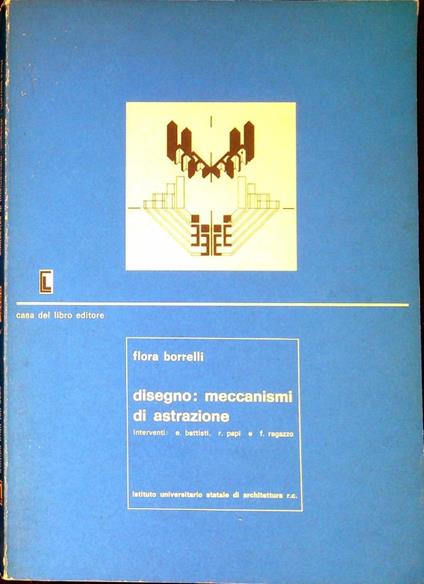 casa del libro editore
flora borrelli
disegno: meccanismi
di astrazione
interventi: e. battisti, r. papi e f. ragazzo
istituto universitario statale di architettura r.c.